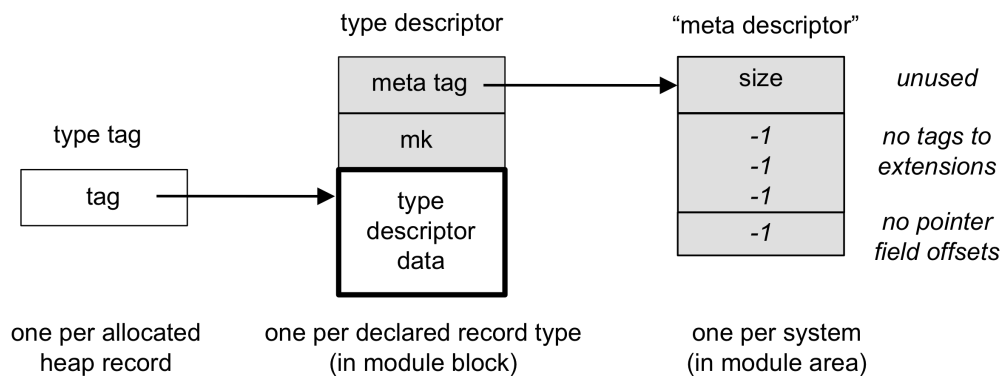 type descriptor
“meta descriptor”
meta tag
size
unused
type tag
mk
-1
-1
-1
no tags to
extensions
tag
type
descriptor
data
-1
no pointer
field offsets
one per allocated
heap record
one per declared record type
(in module block)
one per system
(in module area)